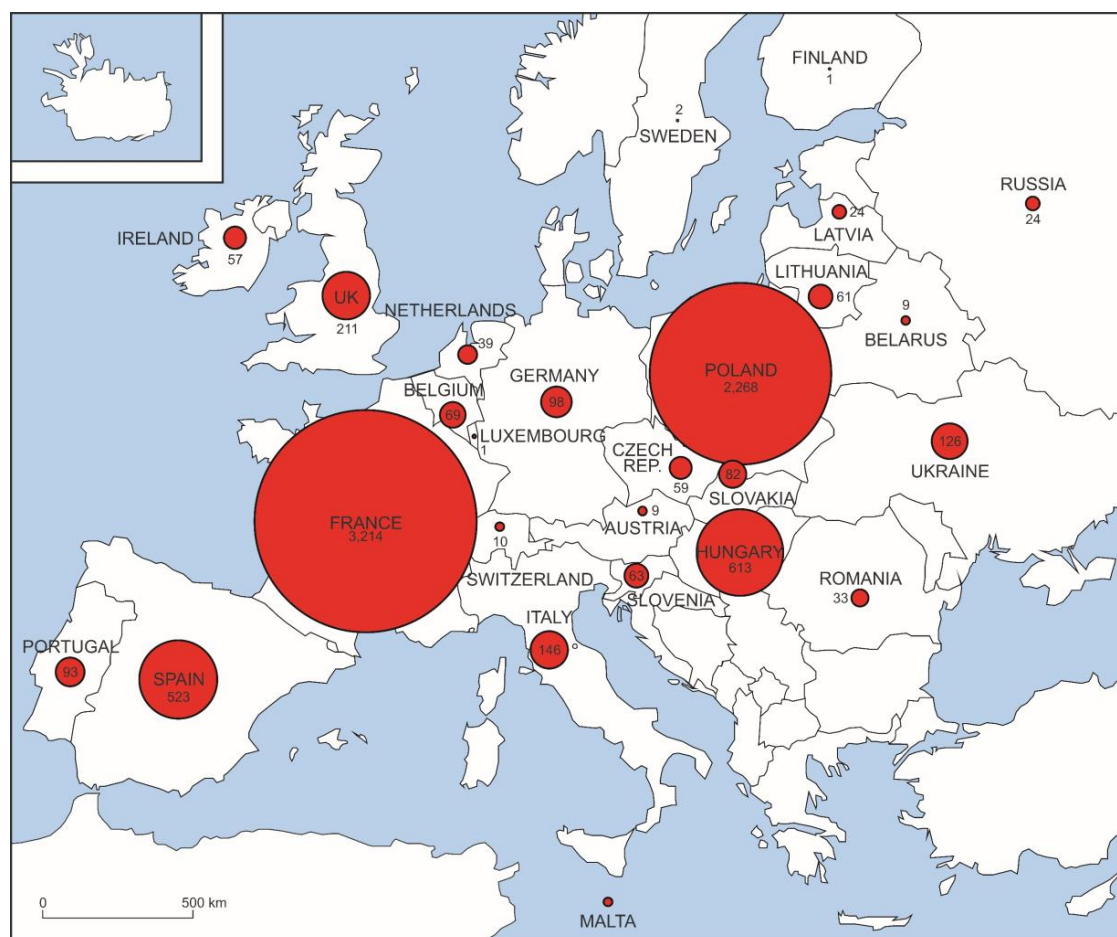 FINLAND
1
2
SWEDEN
RUSSIA
24
24
LATVIA
IRELAND
57
LITHUANIA
61
UK
211
NETHERLANDS
39
9
BELARUS
POLAND
2,268
GERMANY
98
BELGIUM
69
LUXEMBOURG
1
CZECH
REP.
59
82
SLOVAKIA
126
UKRAINE
FRANCE
3,214
9
AUSTRIA
10
SWITZERLAND
HUNGARY
613
63
SLOVENIA
ROMANIA
33
ITALY
146
PORTUGAL
93
SPAIN
523
0
500 km
MALTA